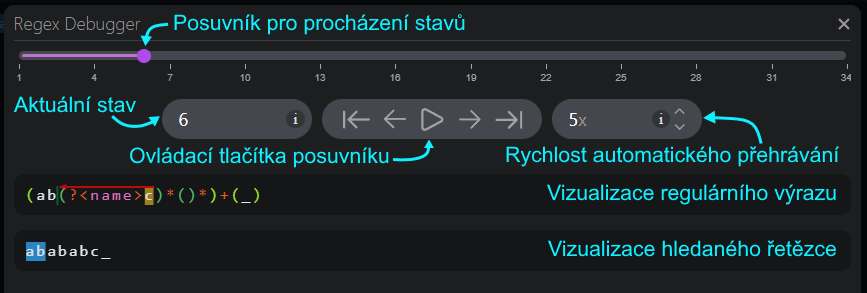 Regex Debugger
Posuvník pro procházení stavů
1 4 7 10 13 16 19 22 25 28 31 34
Aktuální stav
6 i
5x i
Ovládací tlačítka posuvníku
Rychlost automatického přehrávání
(ab(?<name>c)*()*)+(_)
Vizualizace regulárního výrazu
abababc_
Vizualizace hledaného řetězce